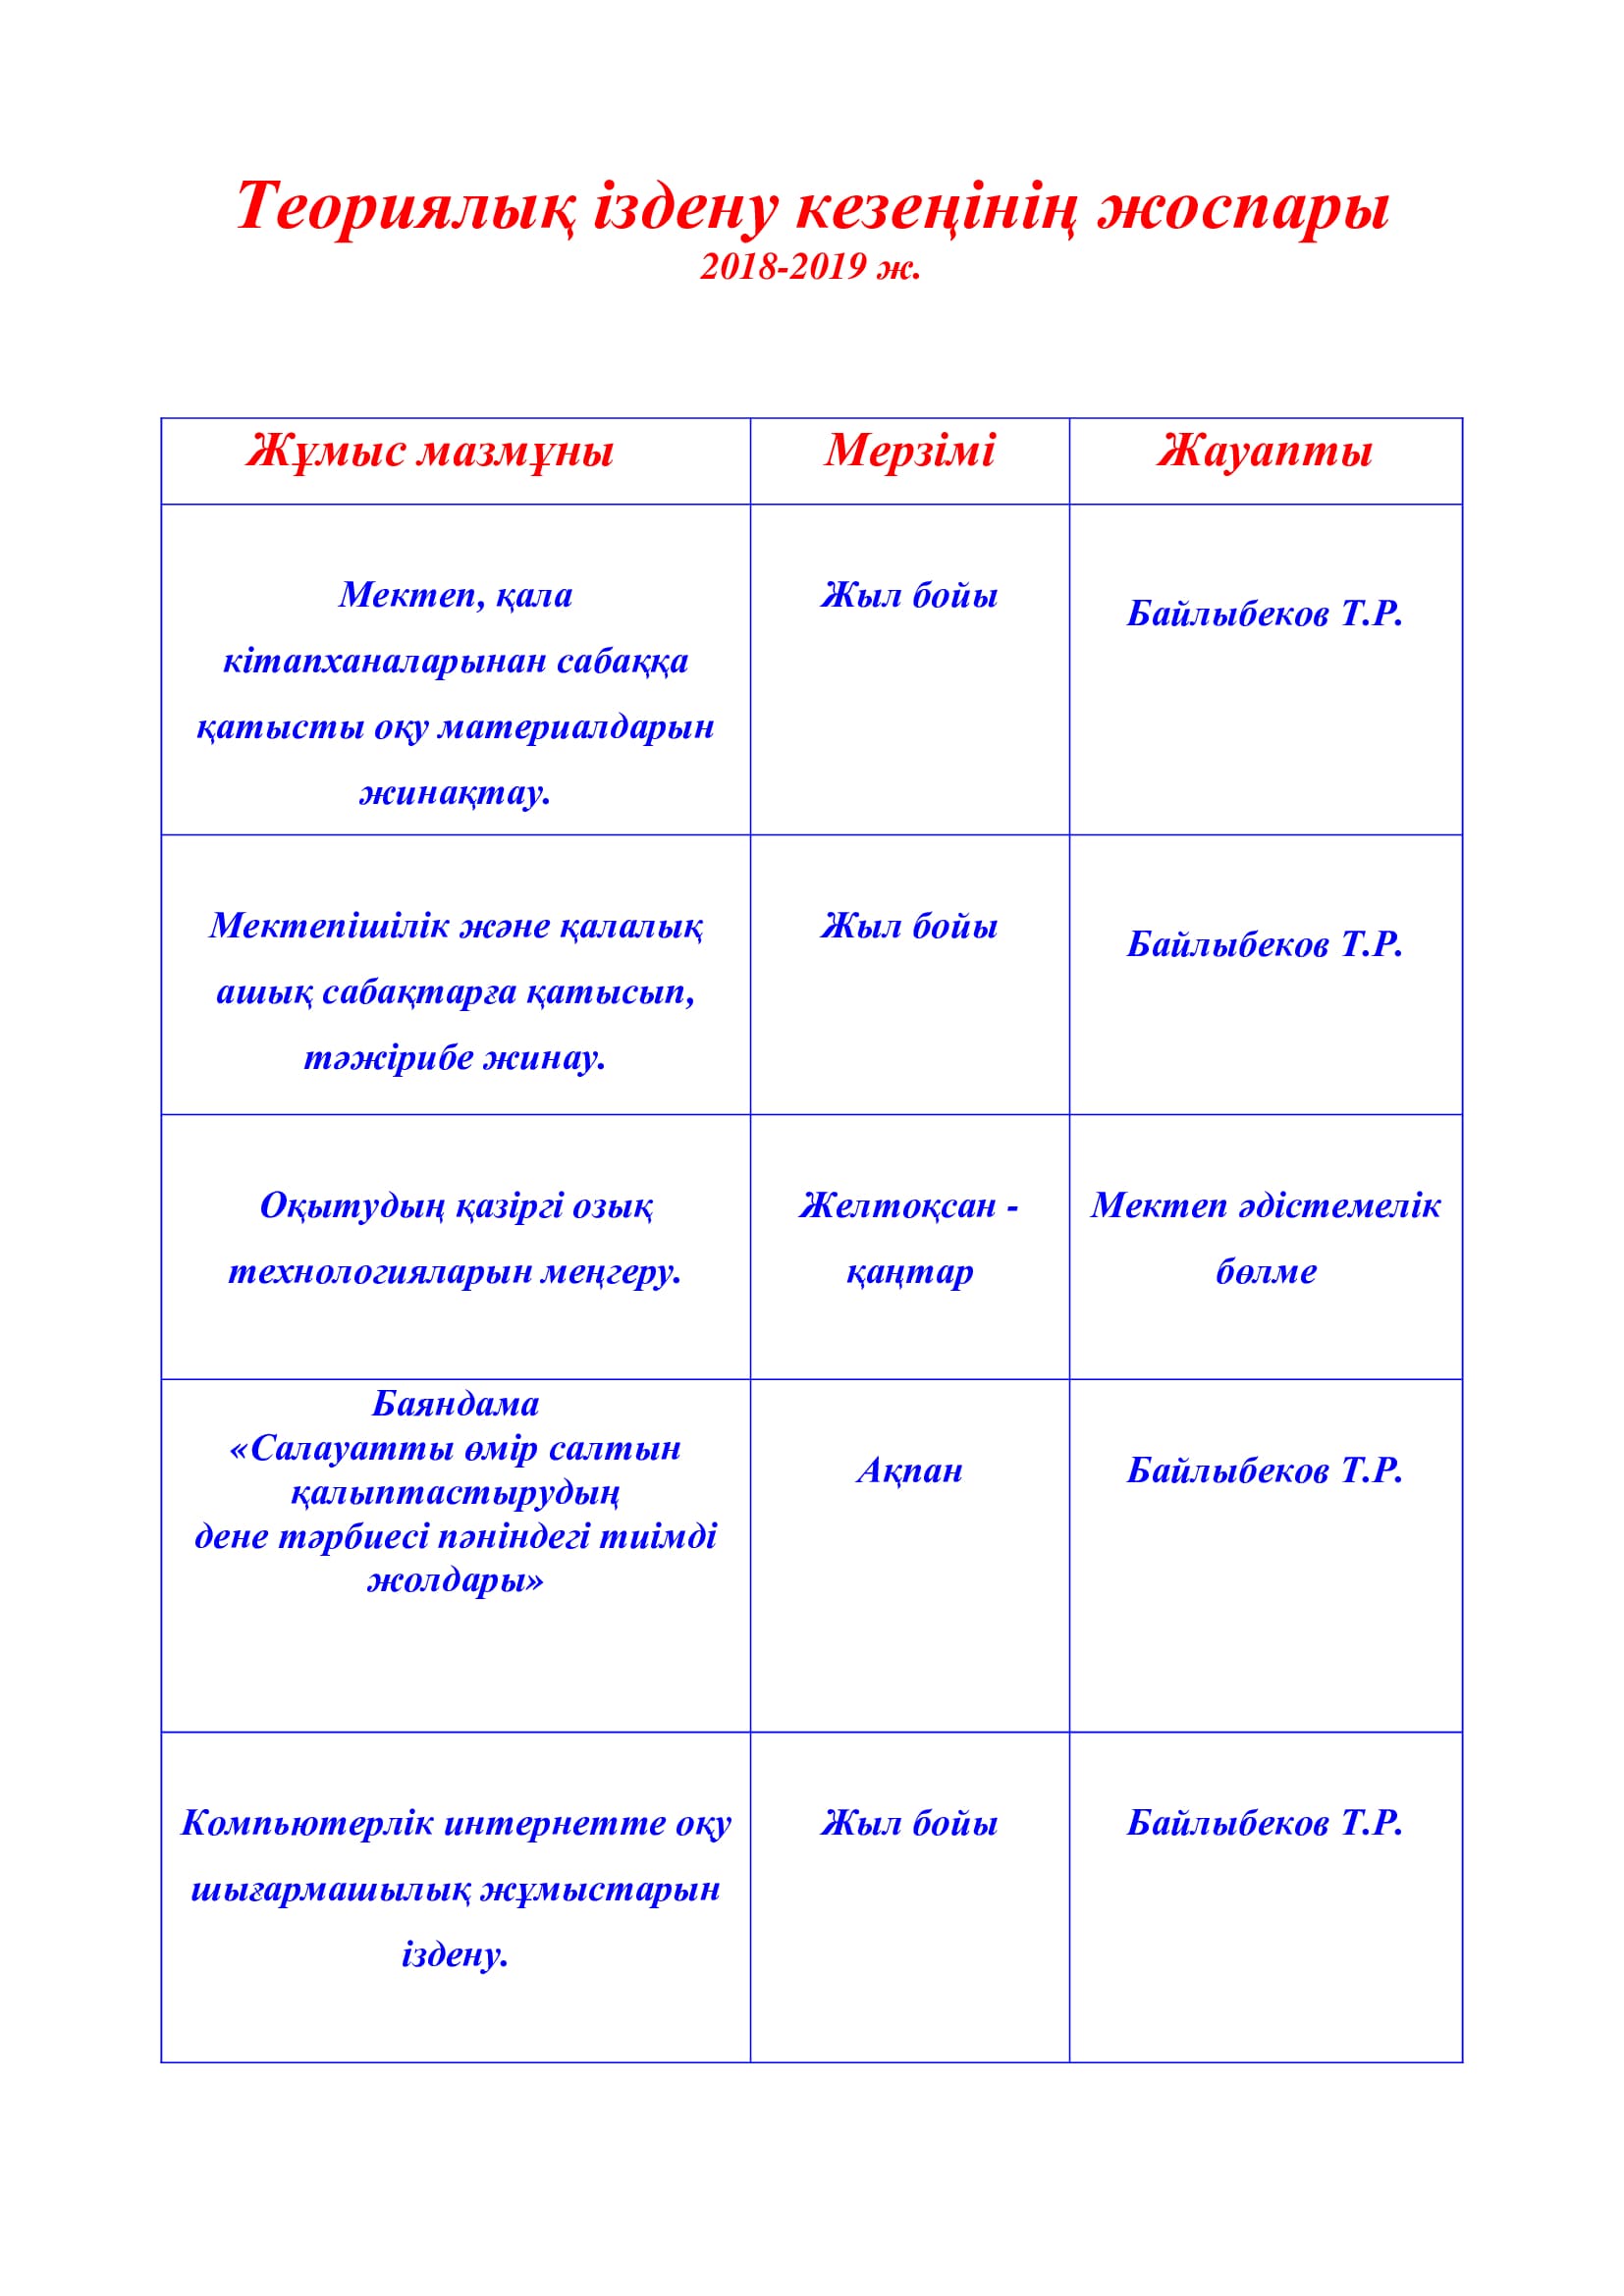 Теориялық іздену кезеңінің жоспары
2018-2019 ж.
Жұмыс мазмұны
Мерзімі
Жауапты
Мектеп, қала
кітапханаларынан сабаққа
қатысты оқу материалдарын
жинақтау.
Жыл бойы
Байлыбеков Т.Р.
Мектепішілік және қалалық
ашық сабақтарға қатысып,
тәжірибе жинау.
Жыл бойы
Байлыбеков Т.Р.
Оқытудың қазіргі озық
технологияларын меңгеру.
Желтоқсан -
қаңтар
Мектеп әдістемелік
бөлме
Баяндама
«Салауатты өмір салтын
қалыптастырудың
дене тәрбиесі пәніндегі тиімді
жолдары»
Ақпан
Байлыбеков Т.Р.
Компьютерлік интернетте оқу
шығармашылық жұмыстарын
іздену.
Жыл бойы
Байлыбеков Т.Р.